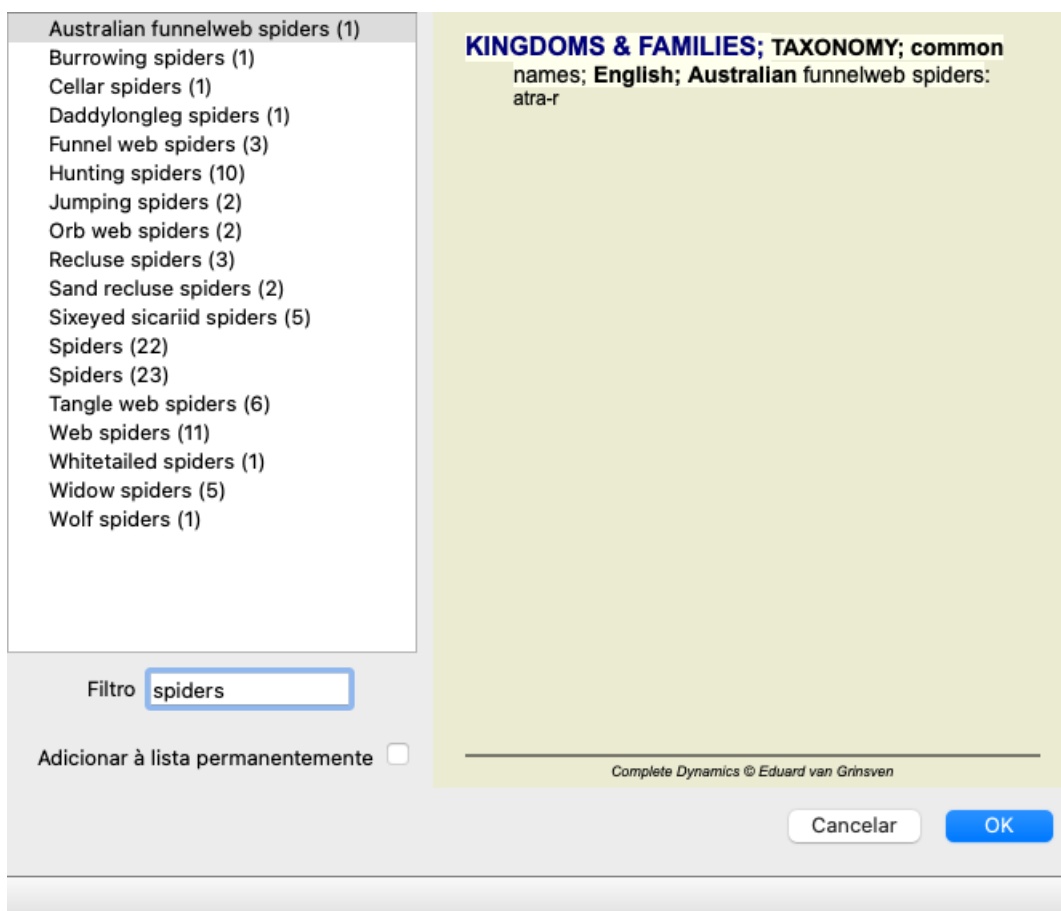 Australian funnelweb spiders (1)
Burrowing spiders (1)
Cellar spiders (1)
Daddylongleg spiders (1)
Funnel web spiders (3)
Hunting spiders (10)
Jumping spiders (2)
Orb web spiders (2)
Recluse spiders (3)
Sand recluse spiders (2)
Sixeyed sicariid spiders (5)
Spiders (22)
Spiders (23)
Tangle web spiders (6)
Web spiders (11)
Whitetailed spiders (1)
Widow spiders (5)
Wolf spiders (1)
Filtro spiders
Adicionar à lista permanentemente
KINGDOMS & FAMILIES; TAXONOMY; common
names; English; Australian funnelweb spiders:
atra-r
Complete Dynamics © Eduard van Grinsven
Cancelar OK